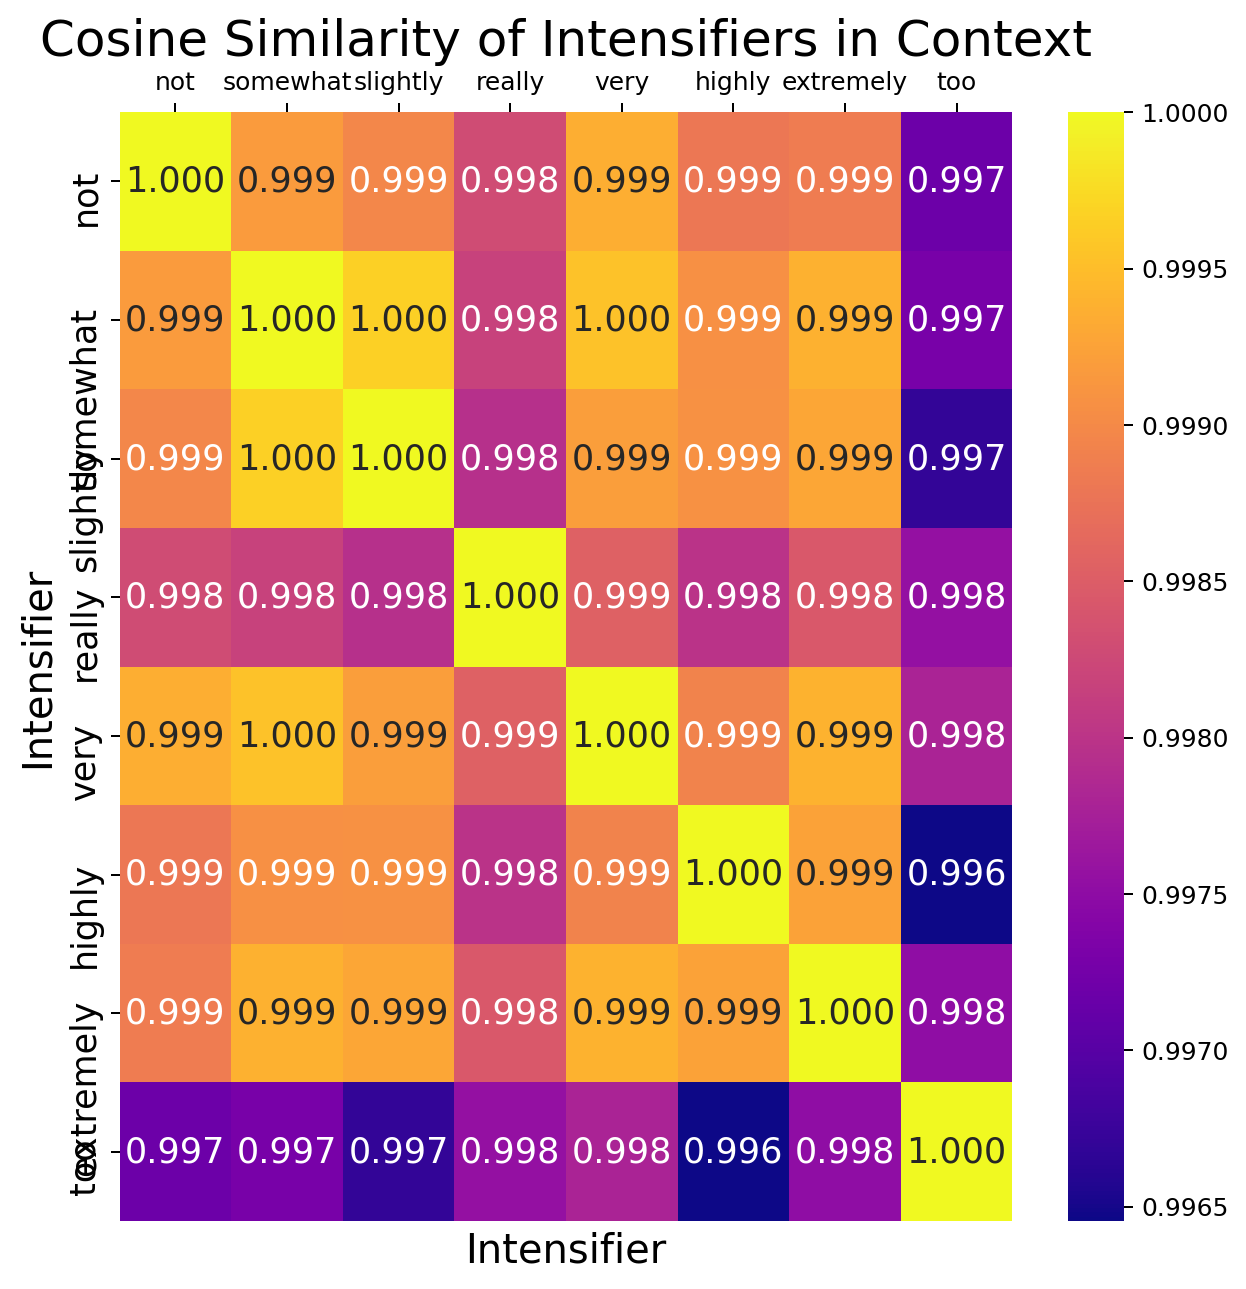 Cosine Similarity of Intensifiers in Context
not somewhat slightly really very highly extremely too
not 1.000 0.999 0.999 0.998 0.999 0.999 0.999 0.997
somewhat 0.999 1.000 1.000 0.998 1.000 0.999 0.999 0.997
slightly 0.999 1.000 1.000 0.998 0.999 0.999 0.999 0.997
really 0.998 0.998 0.998 1.000 0.999 0.998 0.998 0.998
very 0.999 1.000 0.999 0.999 1.000 0.999 0.999 0.998
highly 0.999 0.999 0.999 0.998 0.999 1.000 0.999 0.996
extremely 0.999 0.999 0.999 0.998 0.999 0.999 1.000 0.998
too 0.997 0.997 0.997 0.998 0.998 0.996 0.998 1.000
Intensifier
Intensifier
1.0000
0.9995
0.9990
0.9985
0.9980
0.9975
0.9970
0.9965